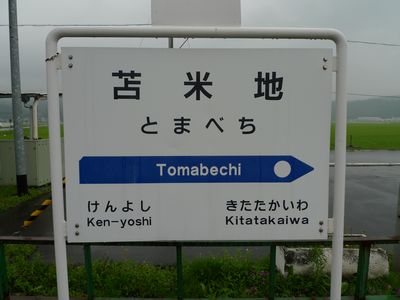 苫米地
とまべち
Tomabechi
けんよし
Ken-yoshi
きたたかいわ
Kitatakaiwa